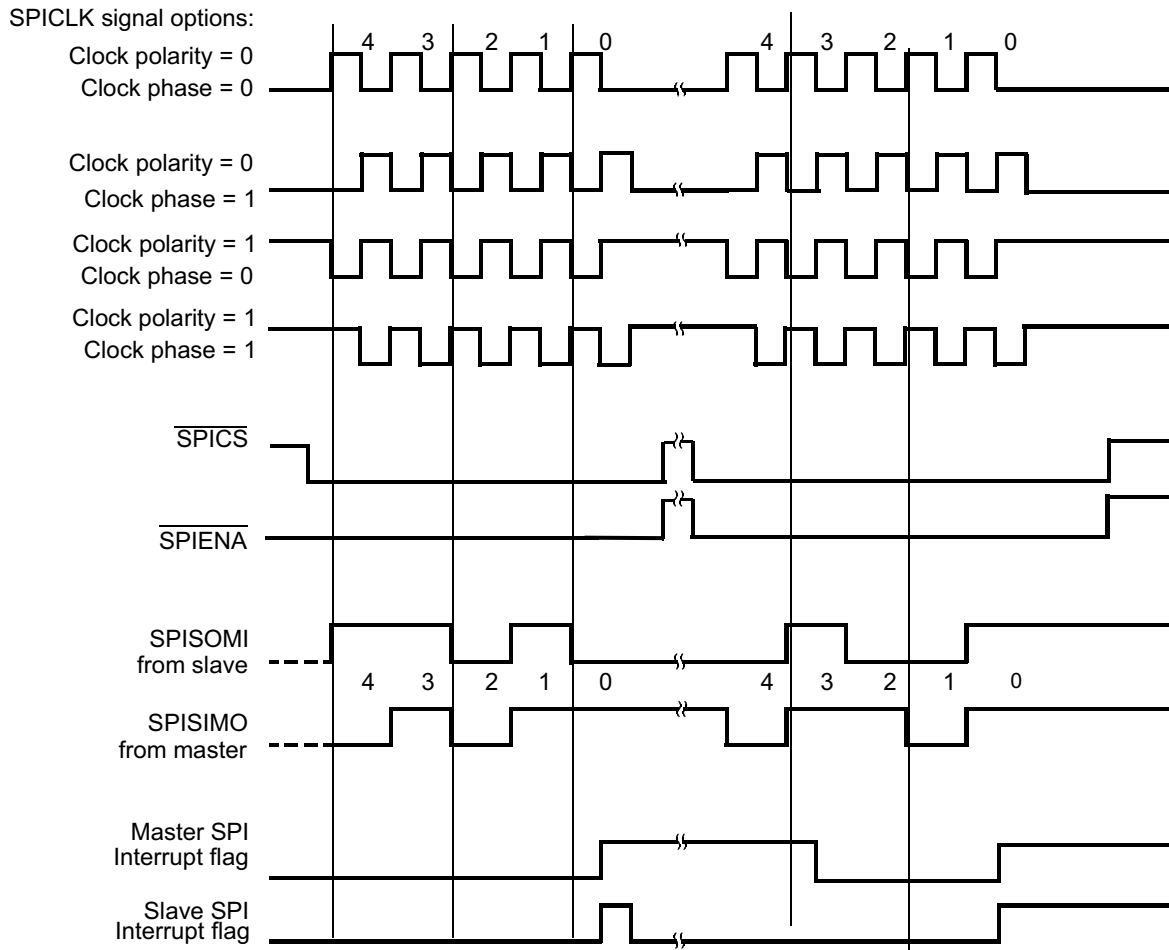 SPICLK signal options:
4 3 2 1 0 4 3 2 1 0
Clock polarity = 0
Clock phase = 0
Clock polarity = 0
Clock phase = 1
Clock polarity = 1
Clock phase = 0
Clock polarity = 1
Clock phase = 1
SPICS
SPIENA
SPISOMI
from slave
4 3 2 1 0 4 3 2 1 0
SPISIMO
from master
Master SPI
Interrupt flag
Slave SPI
Interrupt flag